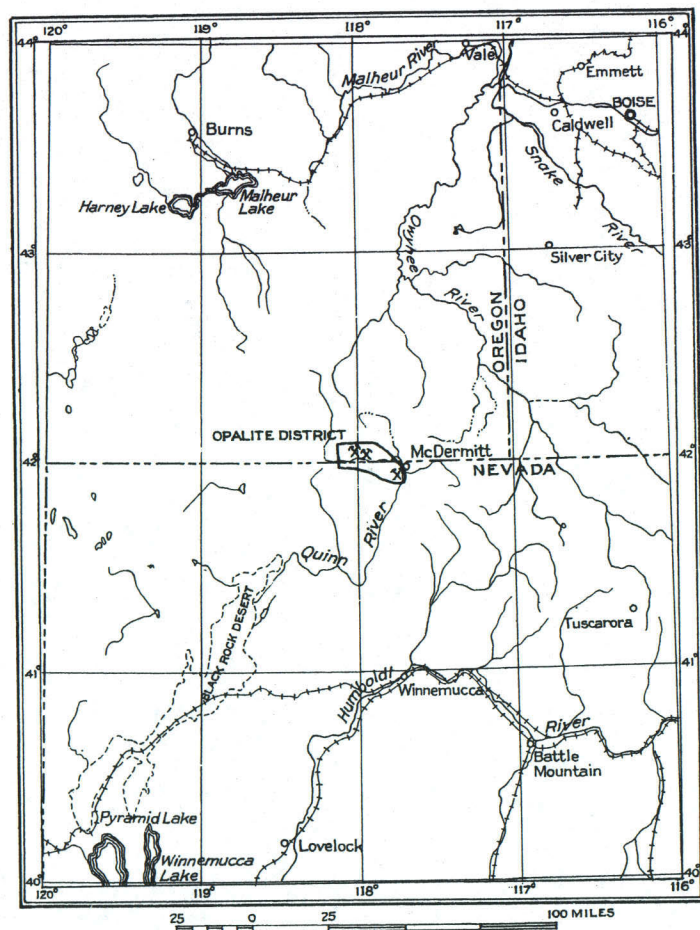 120° 119° 118° 117° 116°
44° 44°
Malheur River
Vale
Emmett
BOISE
Caldwell
Burns
Snake
River
Harney Lake
Malheur
Lake
Owyhee
River
43° 43°
Silver City
OREGON
IDAHO
OPALITE DISTRICT
McDermitt
42° 42°
NEVADA
Quinn
River
BLACK ROCK DESERT
Tuscarora
41° 41°
Humboldt
River
Winnemucca
Battle
Mountain
Pyramid Lake
Winnemucca
Lake
Lovelock
40° 40°
120° 119° 118° 117° 116°
25 0 25 100 MILES